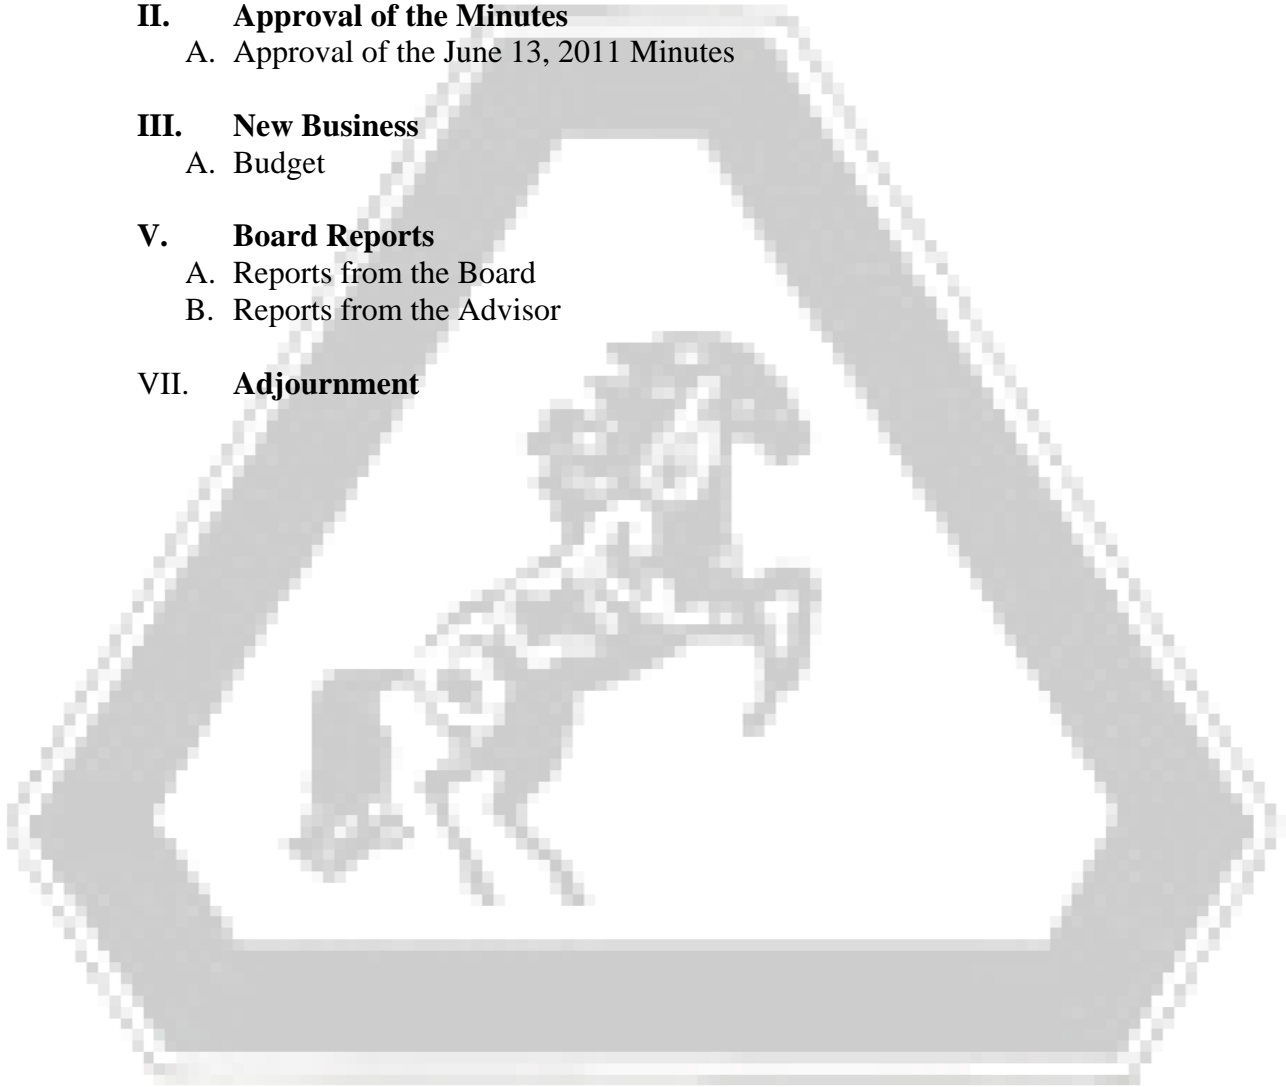 II. Approval of the Minutes
A. Approval of the June 13, 2011 Minutes
III. New Business
A. Budget
V. Board Reports
A. Reports from the Board
B. Reports from the Advisor
VII. Adjournment